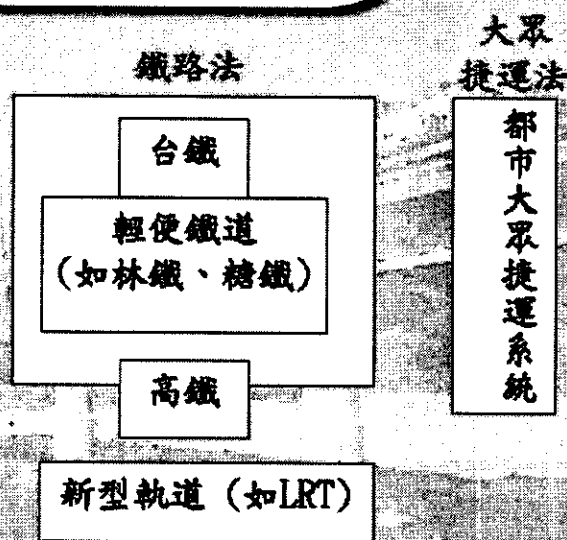 鐵路法
台鐵
輕便鐵道
(如林鐵、糖鐵)
高鐵
新型軌道(如LRT)
大眾
捷運法
都市大眾捷運系統